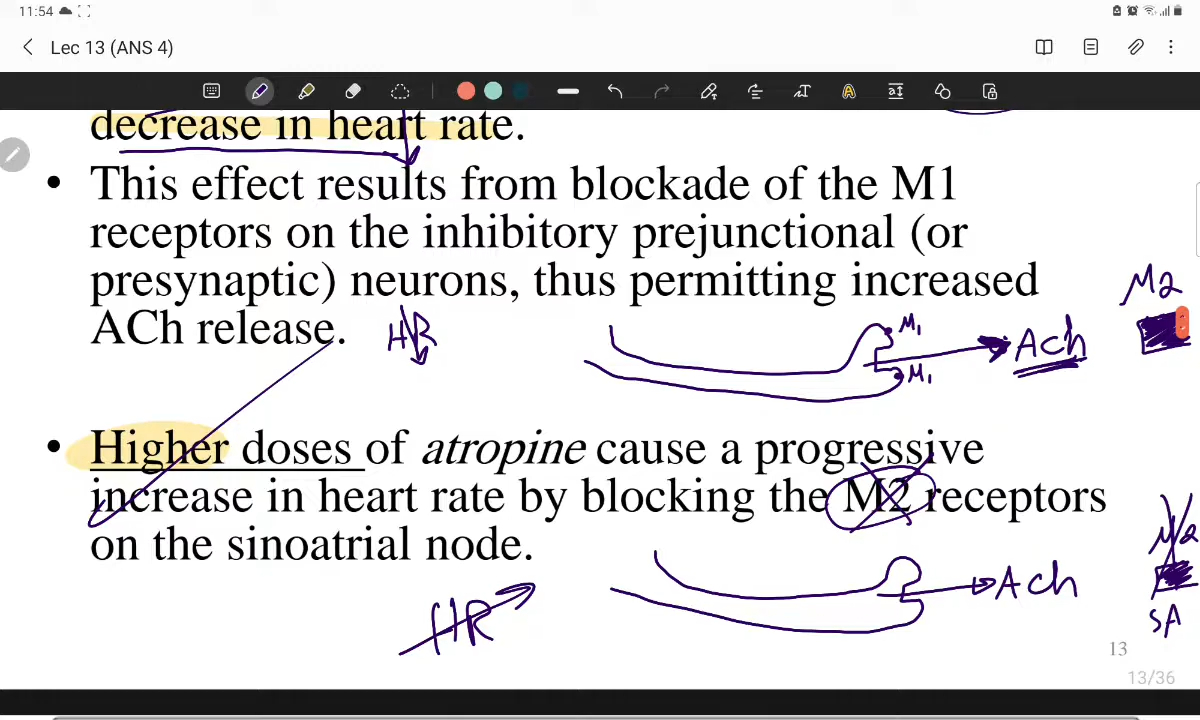 11:54
Lec 13 (ANS 4)
decrease in heart rate.
• This effect results from blockade of the M1
receptors on the inhibitory prejunctional (or
presynaptic) neurons, thus permitting increased
ACh release.
HR
M1
M1
Ach
M2
• Higher doses of atropine cause a progressive
increase in heart rate by blocking the M2 receptors
on the sinoatrial node.
HR
Ach
M2
SA
13
13/36